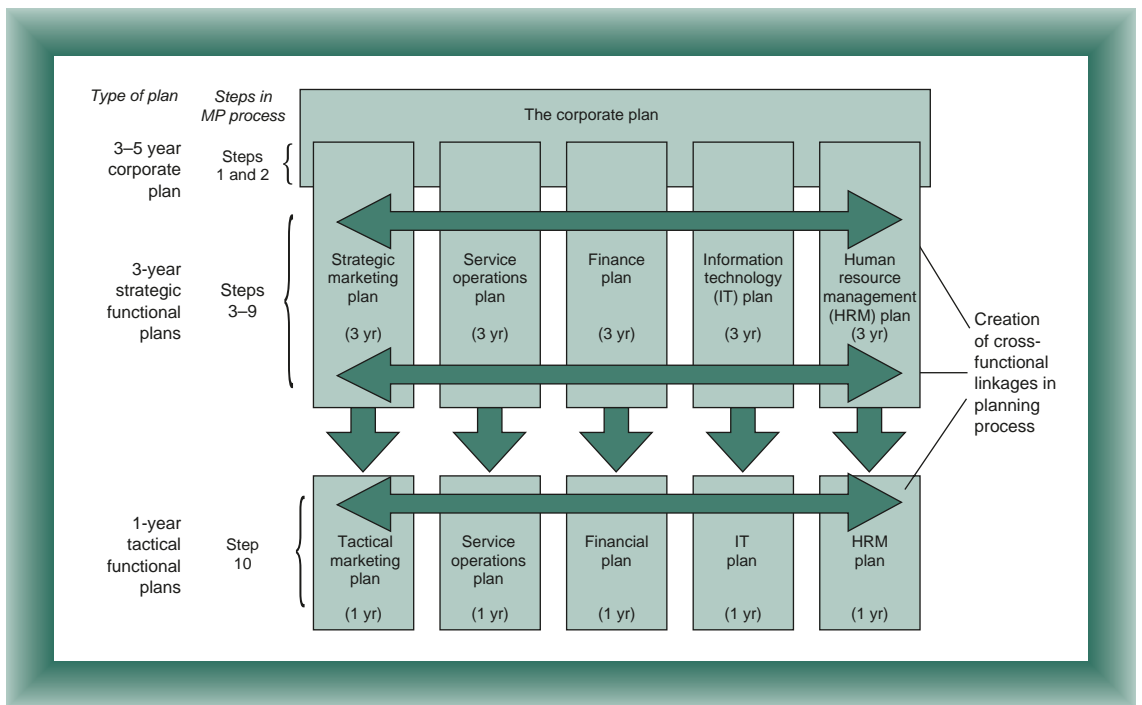 Type of plan
Steps in
MP process
The corporate plan
3–5 year
corporate
plan
Steps
1 and 2
3-year
strategic
functional
plans
Steps
3–9
Strategic
marketing
plan
(3 yr)
Service
operations
plan
(3 yr)
Finance
plan
(3 yr)
Information
technology
(IT) plan
(3 yr)
Human
resource
management
(HRM) plan
(3 yr)
Creation
of cross-
functional
linkages in
planning
process
1-year
tactical
functional
plans
Step
10
Tactical
marketing
plan
(1 yr)
Service
operations
plan
(1 yr)
Financial
plan
(1 yr)
IT
plan
(1 yr)
HRM
plan
(1 yr)